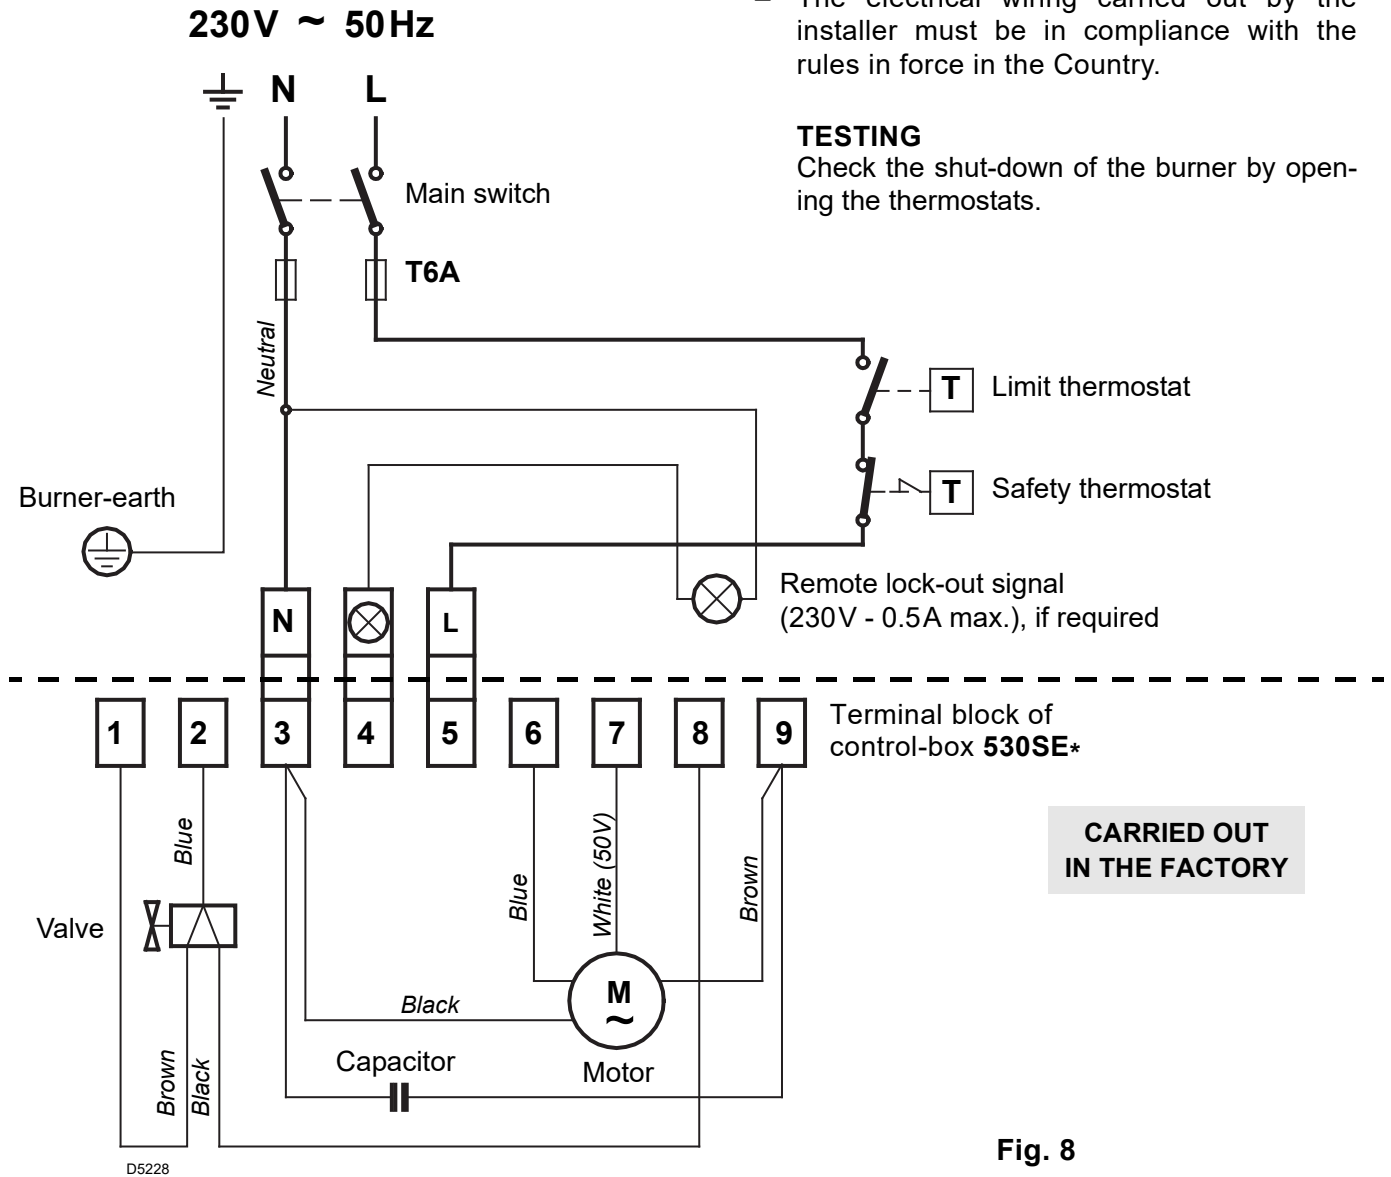 230V ~ 50Hz
N L
– The electrical wiring carried out by the
installer must be in compliance with the
rules in force in the Country.
TESTING
Check the shut-down of the burner by open-
ing the thermostats.
Main switch
T6A
Neutral
T Limit thermostat
T Safety thermostat
Burner-earth
Remote lock-out signal
(230V - 0.5A max.), if required
N L
1 2 3 4 5 6 7 8 9
Terminal block of
control-box 530SE*
CARRIED OUT
IN THE FACTORY
Blue
Blue
White (50V)
Brown
Valve
M
~
Motor
Black
Capacitor
Brown
Black
D5228
Fig. 8